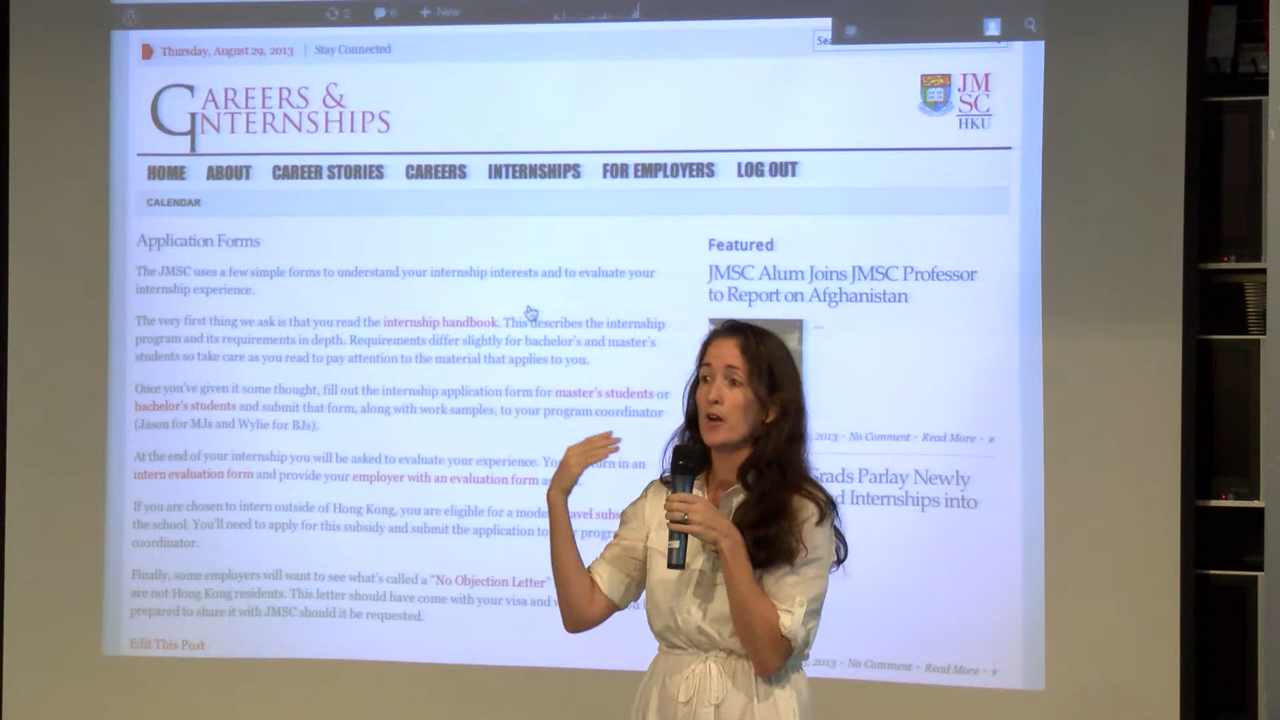 2 6 + New
Thursday, August 29, 2013 | Stay Connected
Sea
CAREERS &
INTERNSHIPS
JM
SC
HKU
HOME ABOUT CAREER STORIES CAREERS INTERNSHIPS FOR EMPLOYERS LOG OUT
CALENDAR
Application Forms
The JMSC uses a few simple forms to understand your internship interests and to evaluate your
internship experience.
The very first thing we ask is that you read the internship handbook. This describes the internship
program and its requirements in depth. Requirements differ slightly for bachelor's and master's
students so take care as you read to pay attention to the material that applies to you.
Once you've given it some thought, fill out the internship application form for master's students or
bachelor's students and submit that form, along with work samples, to your program coordinator
(Jason for MJs and Wylie for BJs).
At the end of your internship you will be asked to evaluate your experience. in an
intern evaluation form and provide your employer with an evaluation form
If you are chosen to intern outside of Hong Kong, you are eligible for a
the school. You'll need to apply for this subsidy and submit the application to
coordinator.
Finally, some employers will want to see what's called a "No Objection Letter"
are not Hong Kong residents. This letter should have come with your visa and
prepared to share it with JMSC should it be requested.
Edit This Post
Featured
JMSC Alum Joins JMSC Professor
to Report on Afghanistan
...
, 2013 · No Comment · Read More · #
Grads Parlay Newly
Internships into
, 2013 · No Comment · Read More · #